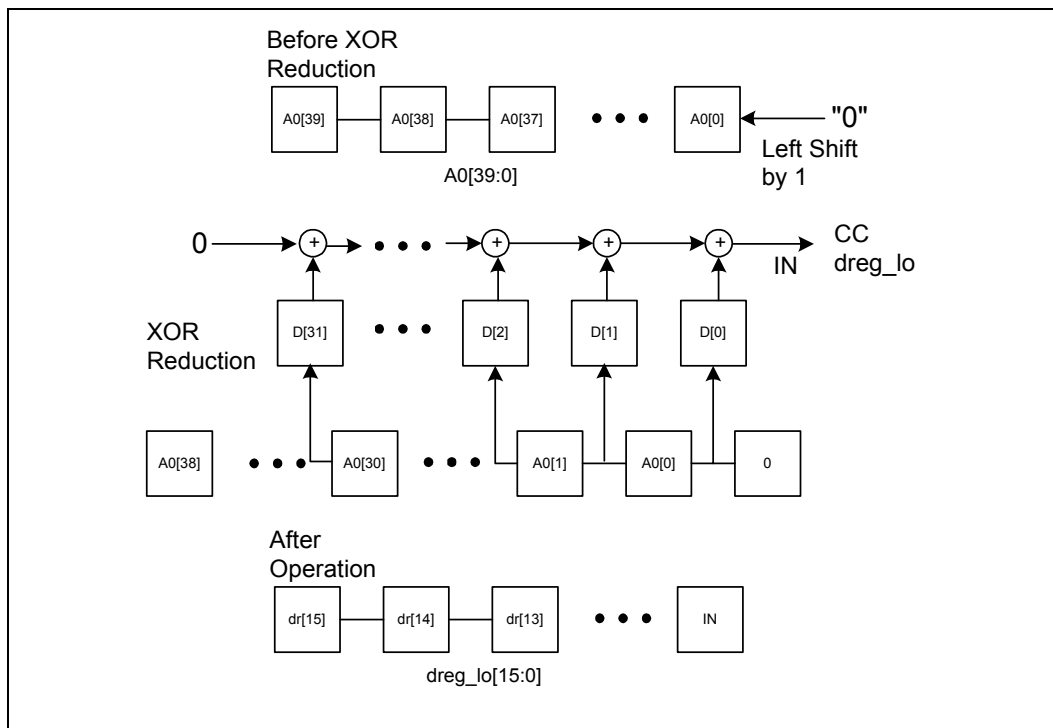 Before XOR
Reduction
A0[39] A0[38] A0[37] A0[0] "0"
Left Shift
by 1
A0[39:0]
0 + + + + IN CC
dreg_lo
XOR
Reduction
D[31] D[2] D[1] D[0]
A0[38] A0[30] A0[1] A0[0] 0
After
Operation
dr[15] dr[14] dr[13] IN
dreg_lo[15:0]